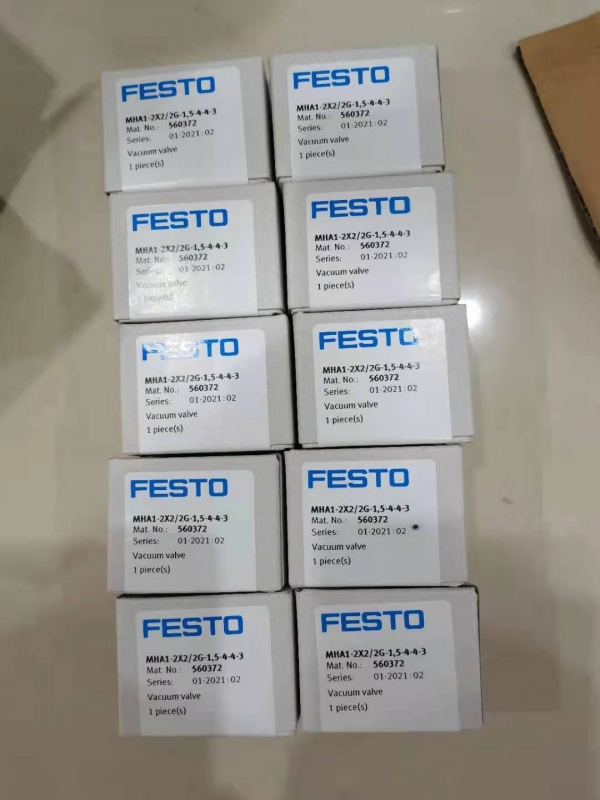 FESTO
MHA1-2X2/2G-1,5-4-4-3
Mat. No.: 560372
Series: 01-2021:02
Vacuum valve
1 piece(s)
FESTO
MHA1-2X2/2G-1,5-4-4-3
Mat. No.: 560372
Series: 01-2021:02
Vacuum valve
1 piece(s)
FESTO
MHA1-2X2/2G-1,5-4-4-3
Mat. No.: 560372
Series: 01-2021:02
Vacuum valve
1 piece(s)
FESTO
MHA1-2X2/2G-1,5-4-4-3
Mat. No.: 560372
Series: 01-2021:02
Vacuum valve
1 piece(s)
FESTO
MHA1-2X2/2G-1,5-4-4-3
Mat. No.: 560372
Series: 01-2021:02
Vacuum valve
1 piece(s)
FESTO
MHA1-2X2/2G-1,5-4-4-3
Mat. No.: 560372
Series: 01-2021:02
Vacuum valve
1 piece(s)
FESTO
MHA1-2X2/2G-1,5-4-4-3
Mat. No.: 560372
Series: 01-2021:02
Vacuum valve
1 piece(s)
FESTO
MHA1-2X2/2G-1,5-4-4-3
Mat. No.: 560372
Series: 01-2021:02
Vacuum valve
1 piece(s)
FESTO
MHA1-2X2/2G-1,5-4-4-3
Mat. No.: 560372
Series: 01-2021:02
Vacuum valve
1 piece(s)
FESTO
MHA1-2X2/2G-1,5-4-4-3
Mat. No.: 560372
Series: 01-2021:02
Vacuum valve
1 piece(s)